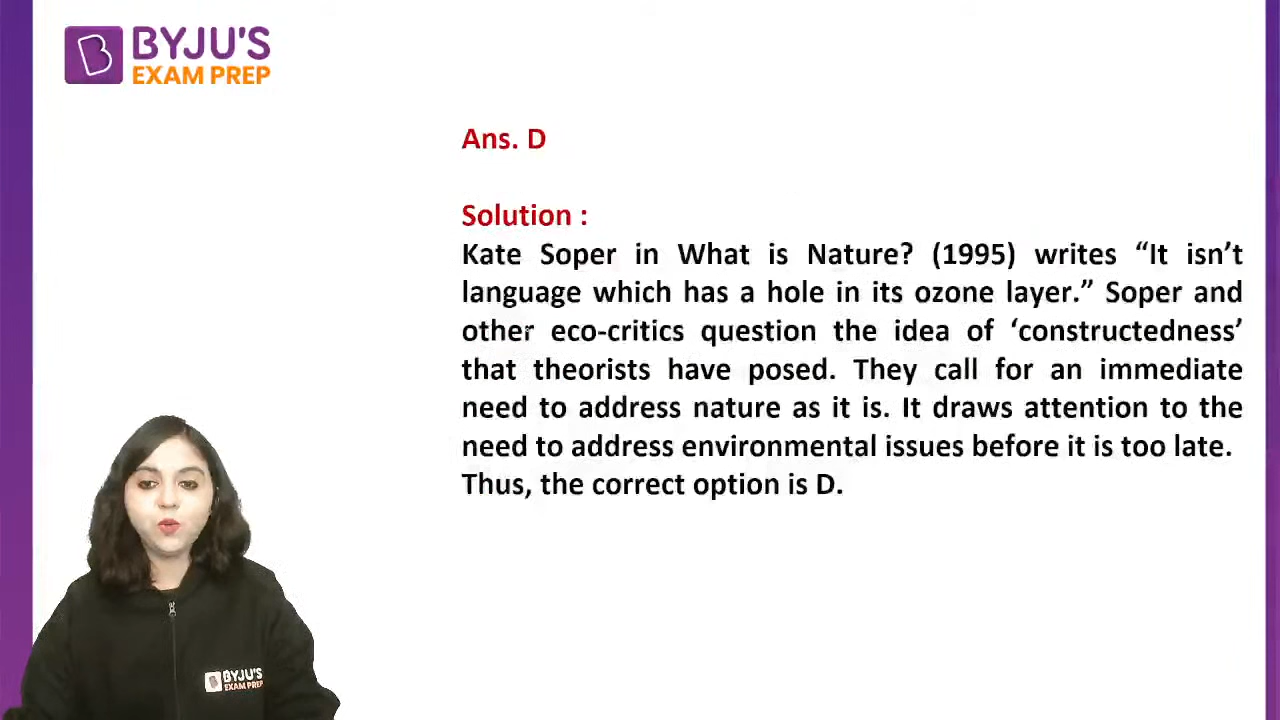 BYJU'S
EXAM PREP
Ans. D
Solution :
Kate Soper in What is Nature? (1995) writes “It isn’t
language which has a hole in its ozone layer.” Soper and
other eco-critics question the idea of ‘constructedness’
that theorists have posed. They call for an immediate
need to address nature as it is. It draws attention to the
need to address environmental issues before it is too late.
Thus, the correct option is D.
BYJU'S
EXAM PREP